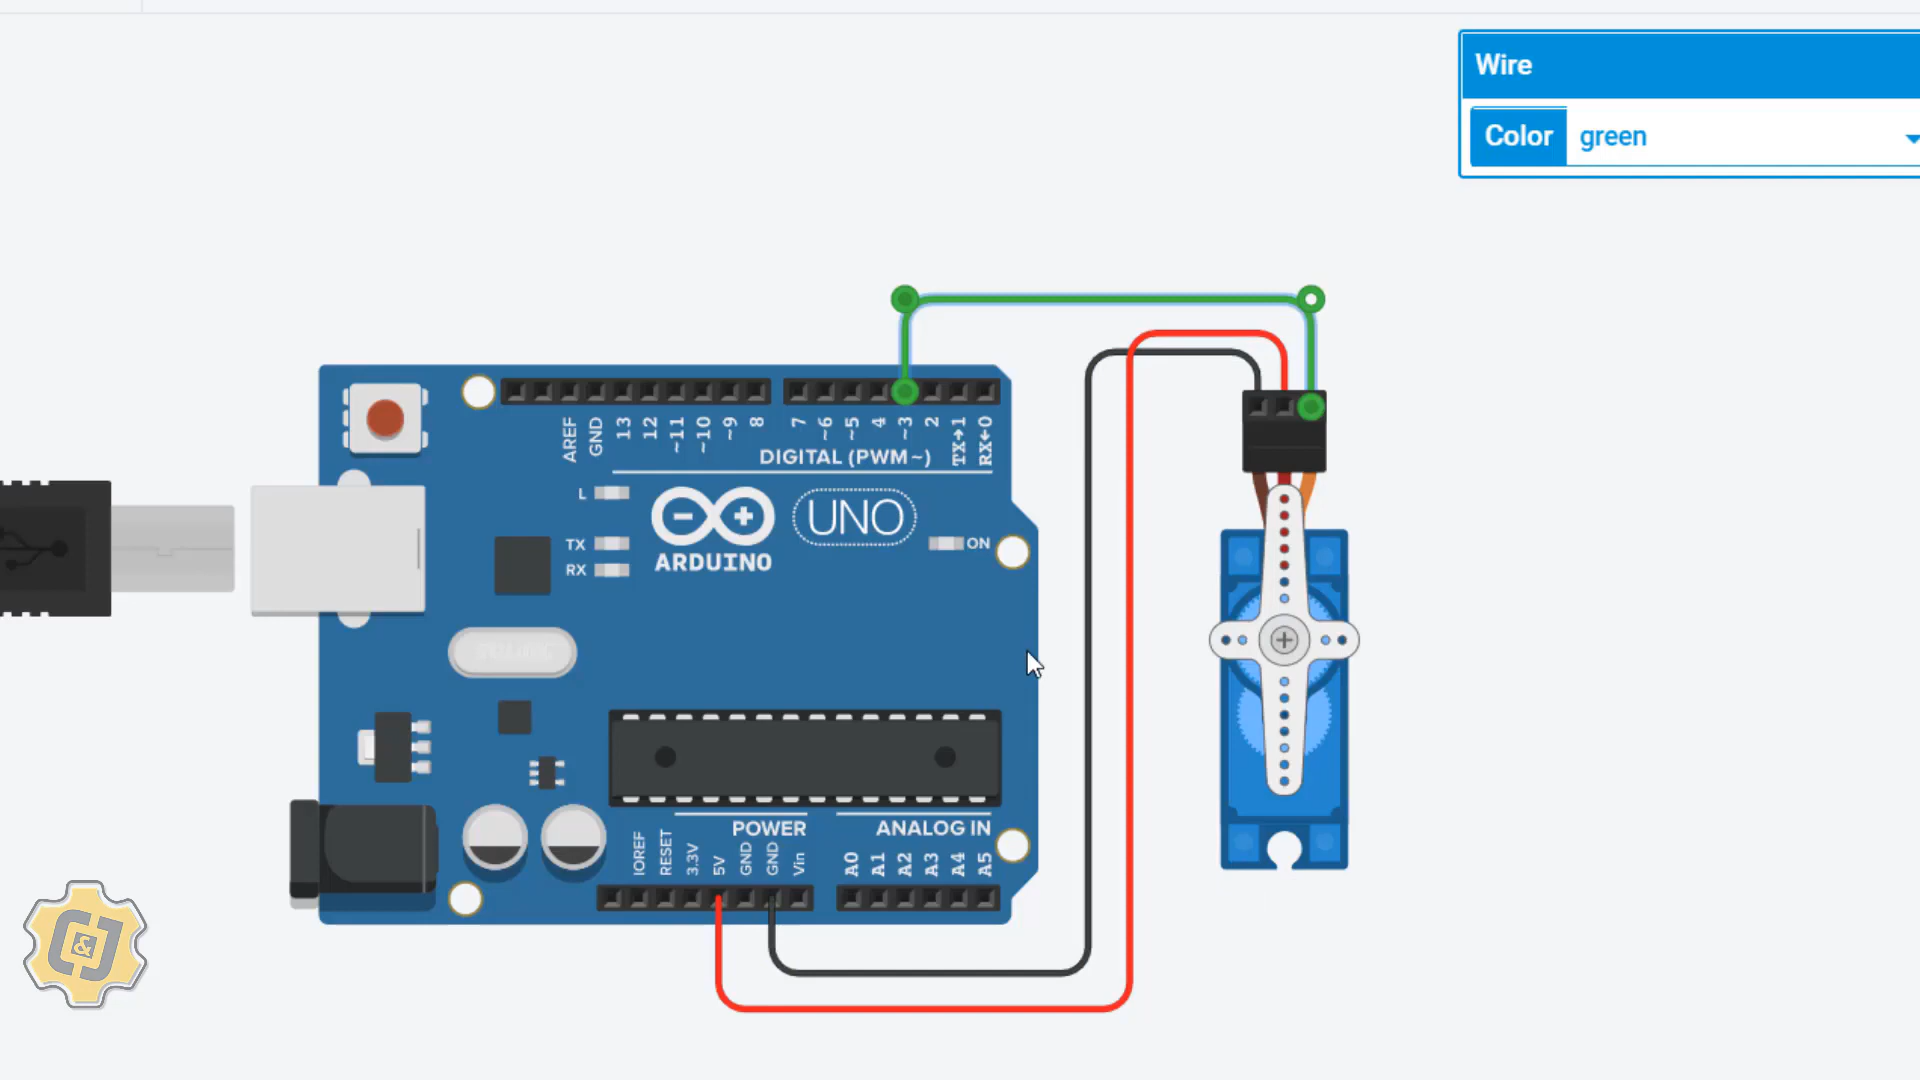 Wire
Color green
AREF
GND
13
12
~11
~10
~9
8
7
~6
~5
4
~3
2
TX→1
RX←0
DIGITAL (PWM~)
L
TX
RX
ARDUINO
UNO
ON
POWER
ANALOG IN
IOREF
RESET
3.3V
5V
GND
GND
Vin
A0
A1
A2
A3
A4
A5
C&J